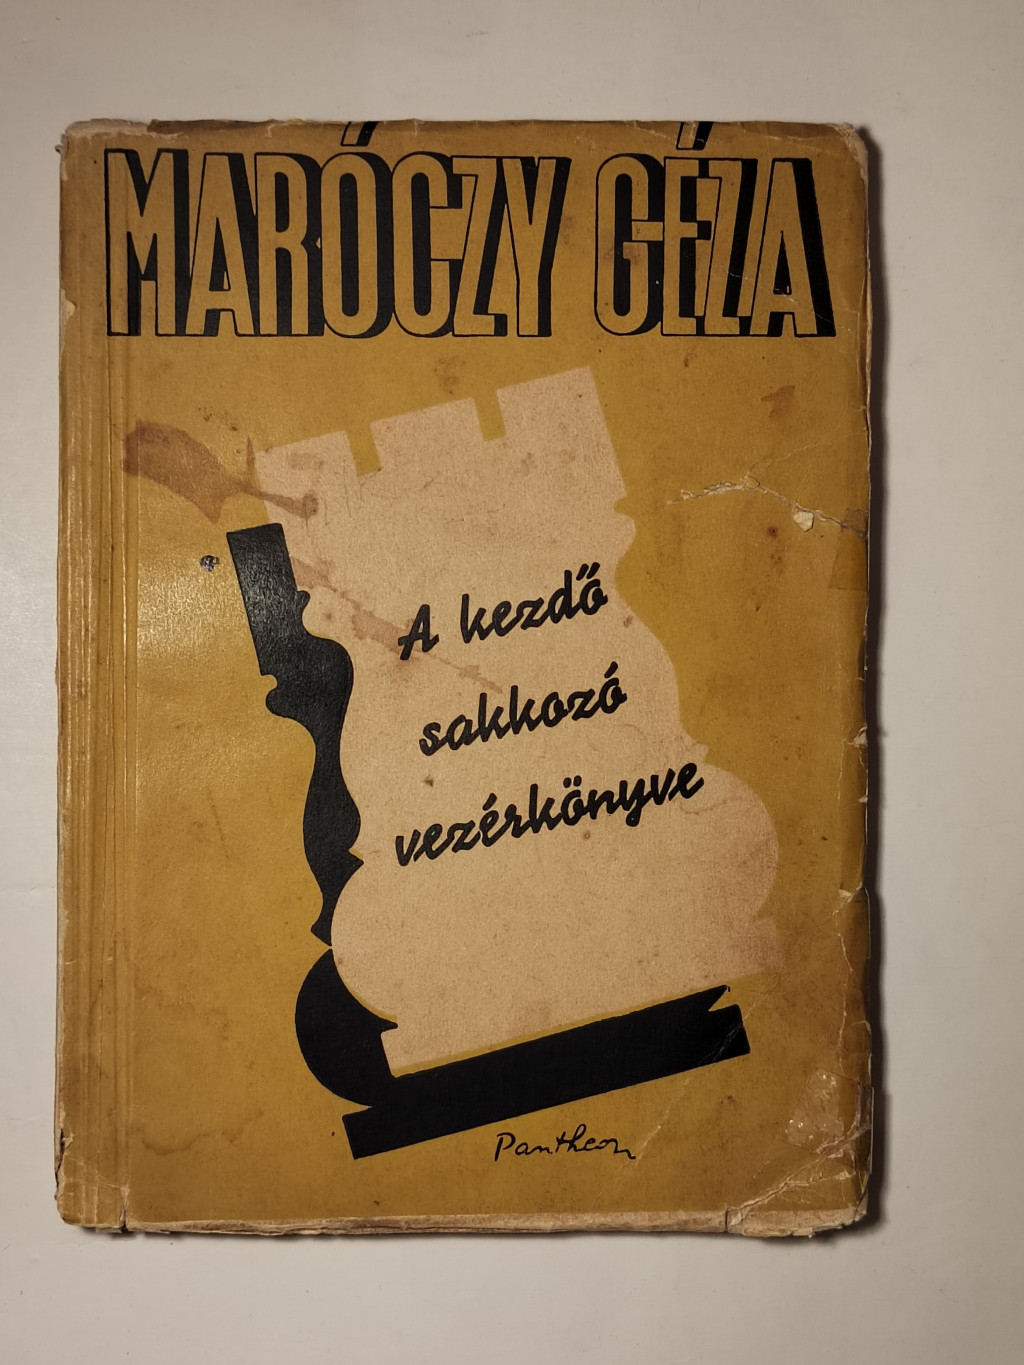 MARÓCZY GÉZA
A kezdő
sakkozó
vezérkönyve
Pantheon